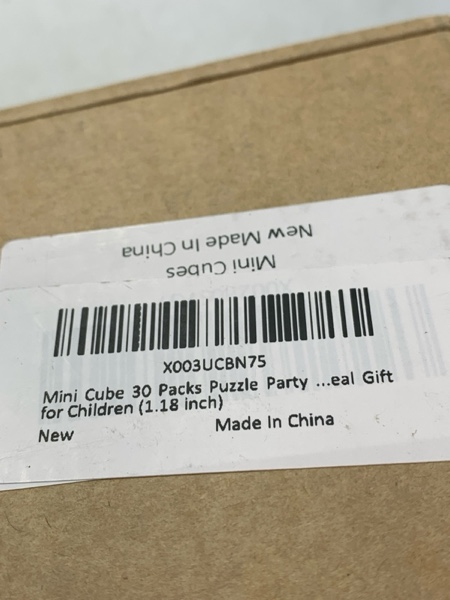 New Made In China
Mini Cubes
X003UCBN75
Mini Cube 30 Packs Puzzle Party ...eal Gift
for Children (1.18 inch)
New Made In China